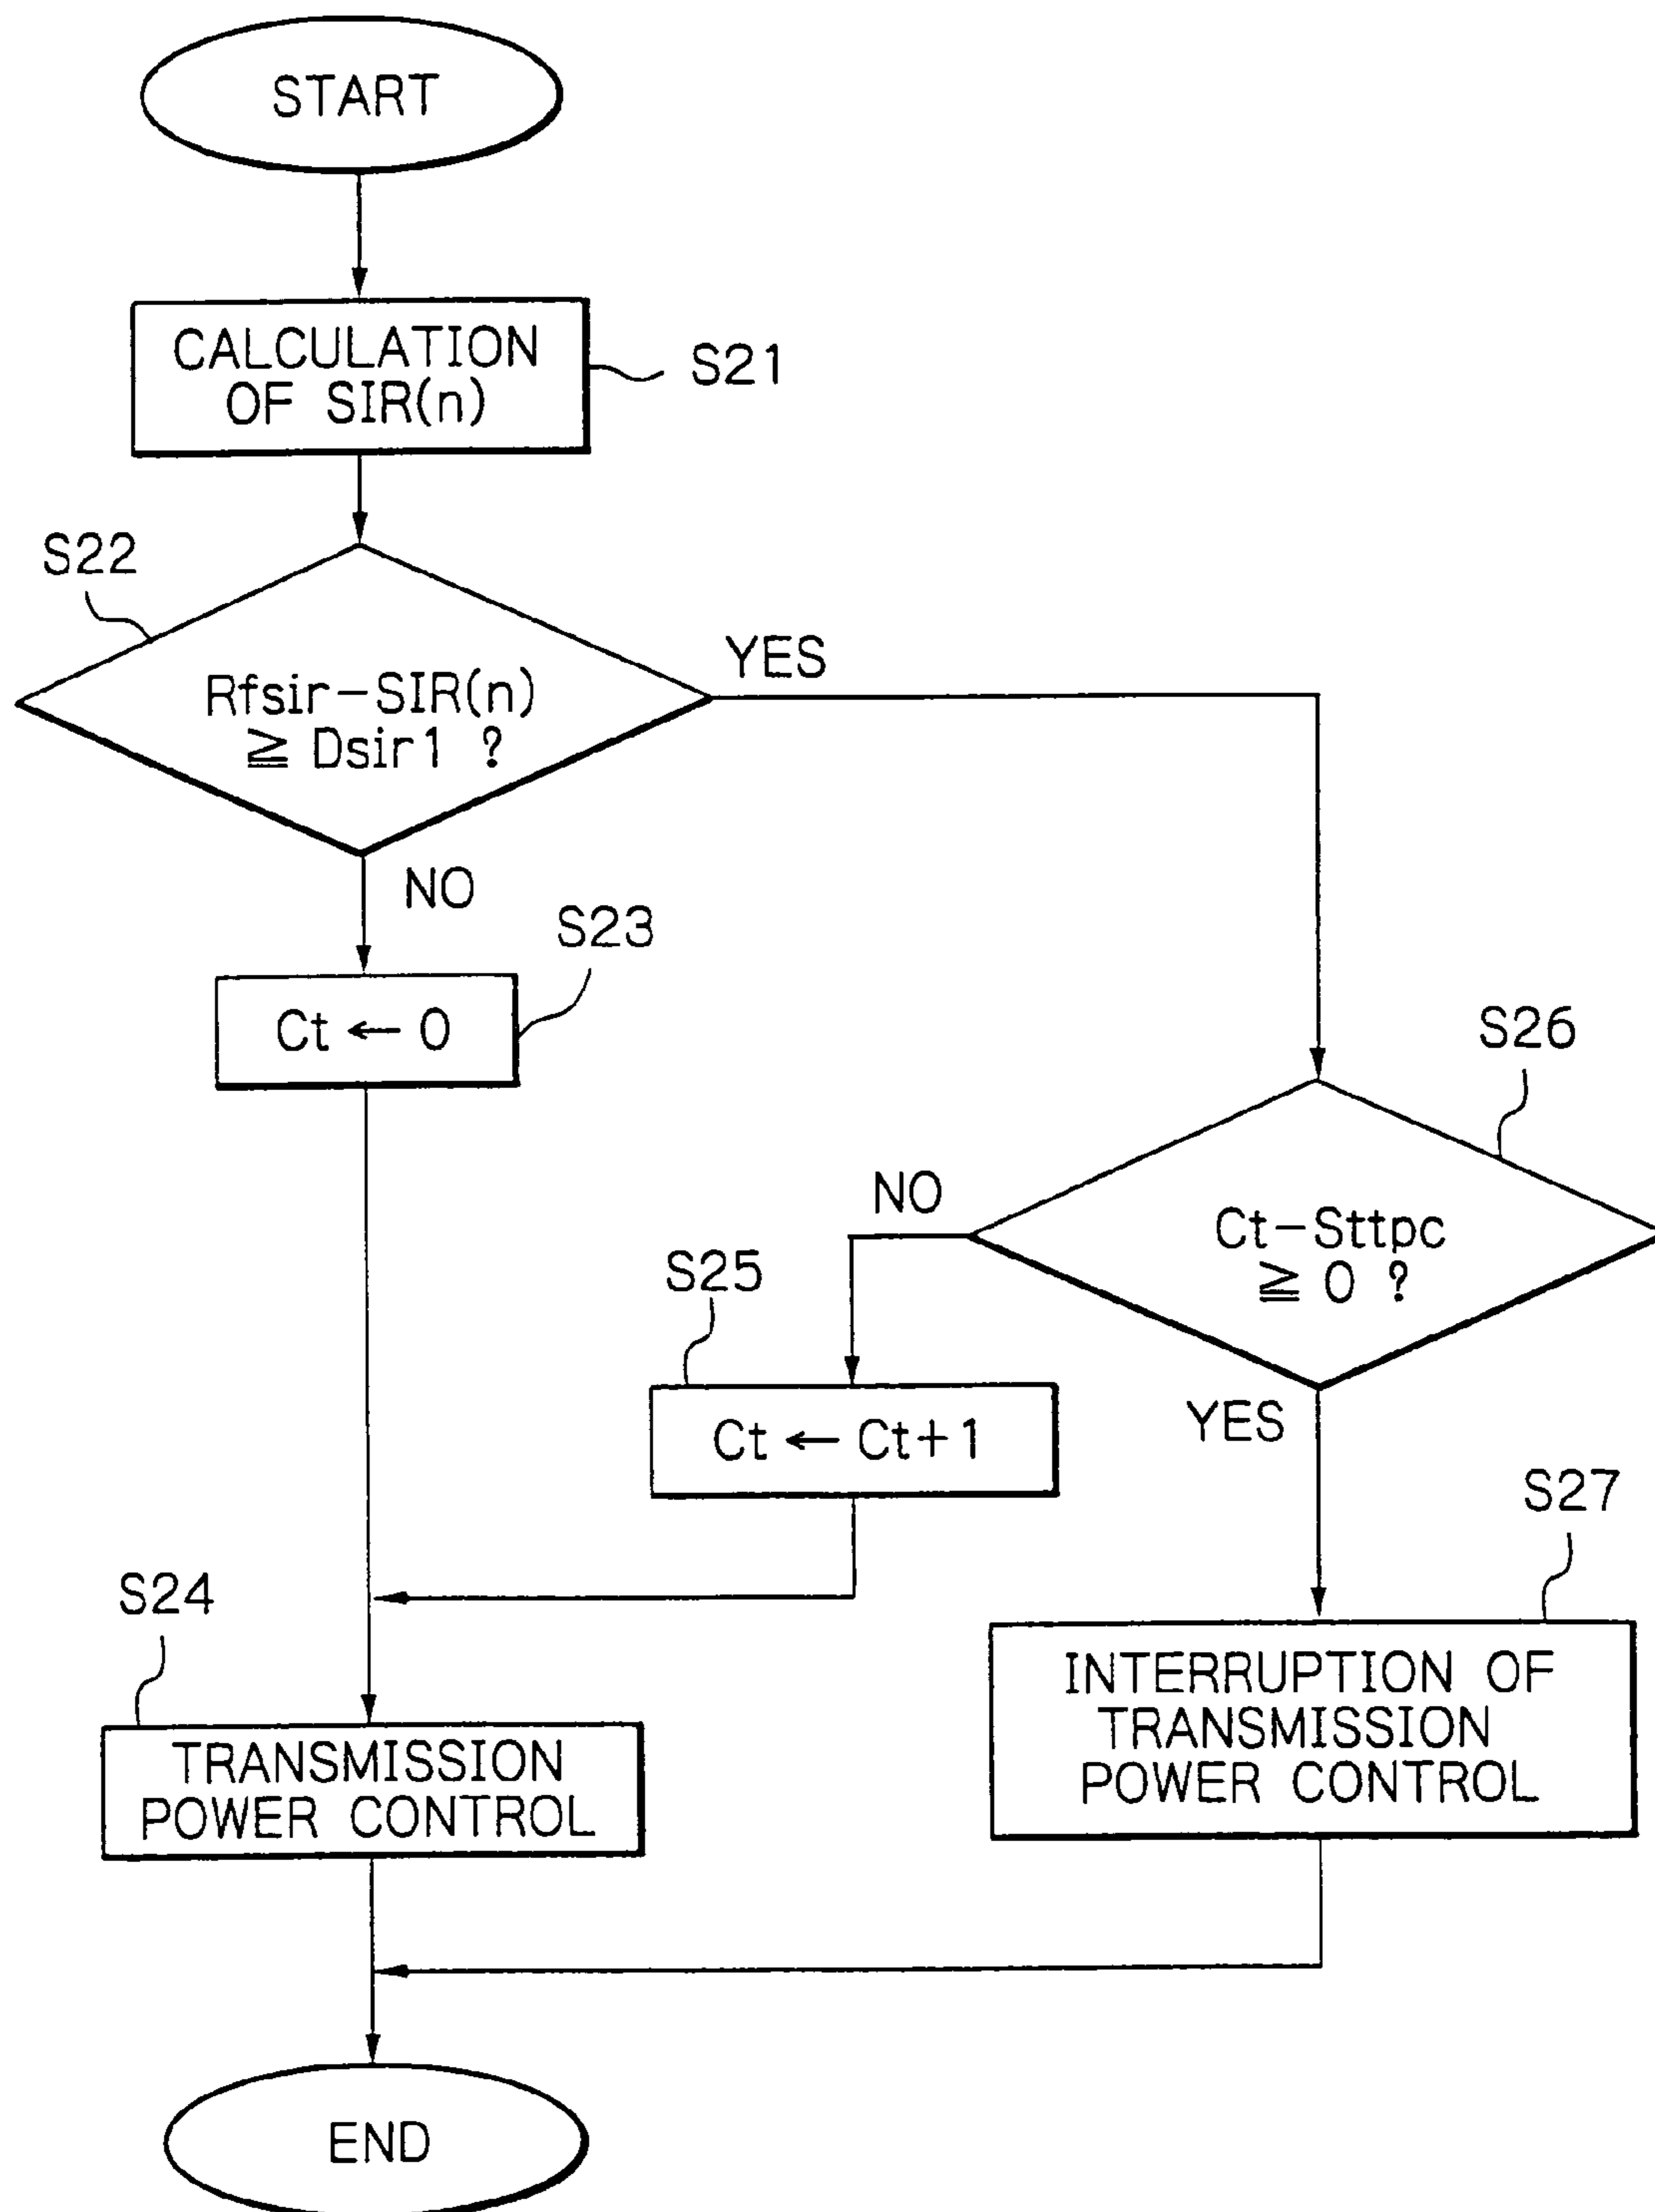 START
CALCULATION
OF SIR(n)
S21
S22
Rfsir-SIR(n)
≧ Dsir1 ?
YES
NO
S23
Ct ← 0
S26
Ct-Sttpc
≧ 0 ?
NO
S25
Ct ← Ct+1
YES
S27
INTERRUPTION OF
TRANSMISSION
POWER CONTROL
S24
TRANSMISSION
POWER CONTROL
END